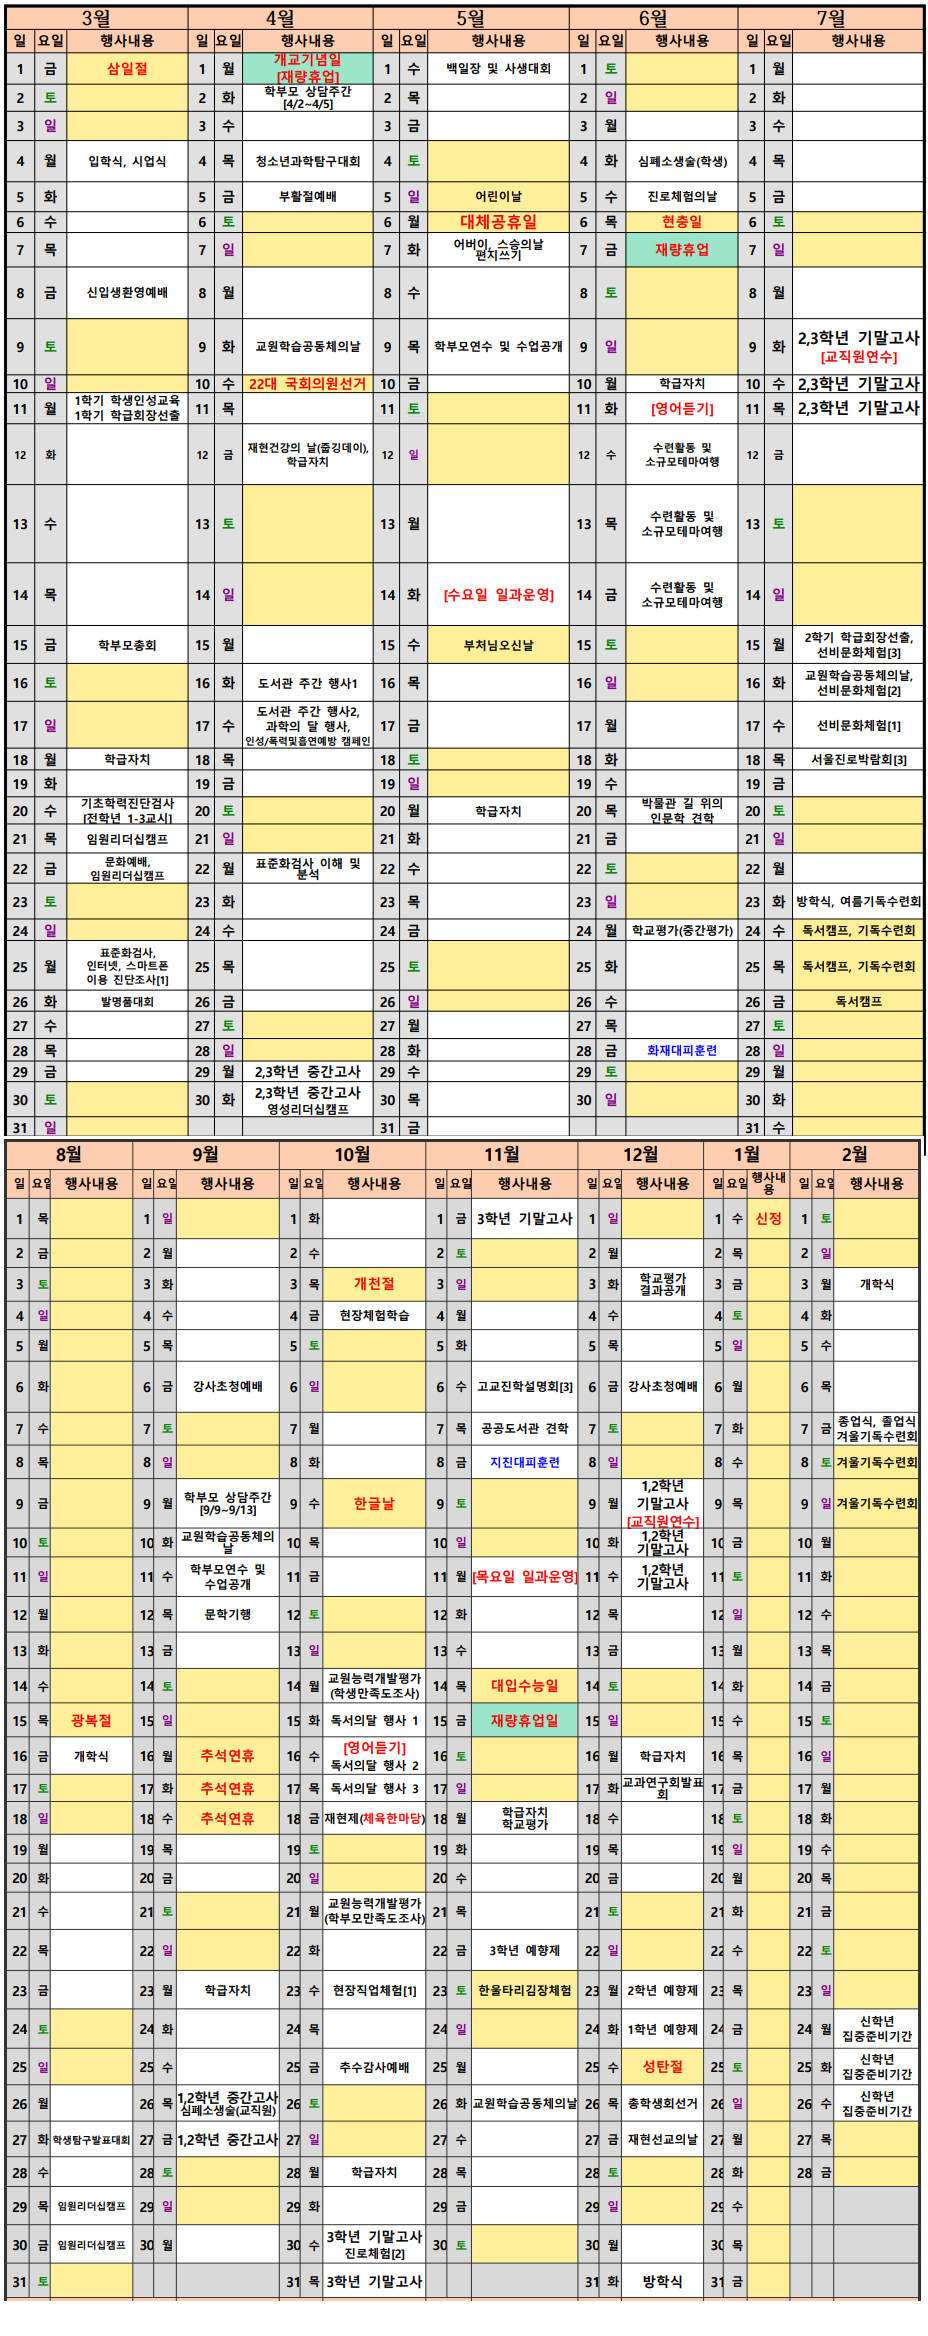 3월 4월 5월 6월 7월
일 요일 행사내용 일 요일 행사내용 일 요일 행사내용 일 요일 행사내용 일 요일 행사내용
1 금 삼일절 1 월 개교기념일 [재량휴업] 1 수 백일장 및 사생대회 1 토 1 월
2 토 2 화 학부모 상담주간 [4/2~4/5] 2 목 2 일 2 화
3 일 3 수 3 금 3 월 3 수
4 월 입학식, 시업식 4 목 청소년과학탐구대회 4 토 4 화 심폐소생술(학생) 4 목
5 화 5 금 부활절예배 5 일 어린이날 5 수 진로체험의날 5 금
6 수 6 토 6 월 대체공휴일 6 목 현충일 6 토
7 목 7 일 7 화 어버이, 스승의날 편지쓰기 7 금 재량휴업 7 일
8 금 신입생환영예배 8 월 8 수 8 토 8 월
9 토 9 화 교원학습공동체의날 9 목 학부모연수 및 수업공개 9 일 9 화 2,3학년 기말고사 [교직원연수]
10 일 10 수 22대 국회의원선거 10 금 10 월 학급자치 10 수 2,3학년 기말고사
11 월 1학기 학생인성교육 1학기 학급회장선출 11 목 11 토 11 화 [영어듣기] 11 목 2,3학년 기말고사
12 화 12 금 재현건강의 날(줄깅데이), 학급자치 12 일 12 수 수련활동 및 소규모테마여행 12 금
13 수 13 토 13 월 13 목 수련활동 및 소규모테마여행 13 토
14 목 14 일 14 화 [수요일 일과운영] 14 금 수련활동 및 소규모테마여행 14 일
15 금 학부모총회 15 월 15 수 부처님오신날 15 토 15 월 2학기 학급회장선출, 선비문화체험[3]
16 토 16 화 도서관 주간 행사1 16 목 16 일 16 화 교원학습공동체의날, 선비문화체험[2]
17 일 17 수 도서관 주간 행사2, 과학의 달 행사, 인성/폭력및흡연예방 캠페인 17 금 17 월 17 수 선비문화체험[1]
18 월 학급자치 18 목 18 토 18 화 18 목 서울진로박람회[3]
19 화 19 금 19 일 19 수 19 금
20 수 기초학력진단검사 [전학년 1-3교시] 20 토 20 월 학급자치 20 목 박물관 길 위의 인문학 견학 20 토
21 목 임원리더십캠프 21 일 21 화 21 금 21 일
22 금 문화예배, 임원리더십캠프 22 월 표준화검사 이해 및 분석 22 수 22 토 22 월
23 토 23 화 23 목 23 일 23 화 방학식, 여름기독수련회
24 일 24 수 24 금 24 월 학교평가(중간평가) 24 수 독서캠프, 기독수련회
25 월 표준화검사, 인터넷, 스마트폰 이용 진단조사[1] 25 목 25 토 25 화 25 목 독서캠프, 기독수련회
26 화 발명품대회 26 금 26 일 26 수 26 금 독서캠프
27 수 27 토 27 월 27 목 27 토
28 목 28 일 28 화 28 금 화재대피훈련 28 일
29 금 29 월 2,3학년 중간고사 29 수 29 토 29 월
30 토 30 화 2,3학년 중간고사 영성리더십캠프 30 목 30 일 30 화
31 일 31 금 31 수
8월 9월 10월 11월 12월 1월 2월
일 요일 행사내용 일 요일 행사내용 일 요일 행사내용 일 요일 행사내용 일 요일 행사내용 일 요일 행사내용 일 요일 행사내용
1 목 1 일 1 화 1 금 3학년 기말고사 1 일 1 수 신정 1 토
2 금 2 월 2 수 2 토 2 월 2 목 2 일
3 토 3 화 3 목 개천절 3 일 3 화 학교평가 결과공개 3 금 3 월 개학식
4 일 4 수 4 금 현장체험학습 4 월 4 수 4 토 4 화
5 월 5 목 5 토 5 화 5 목 5 일 5 수
6 화 6 금 강사초청예배 6 일 6 수 고교진학설명회[3] 6 금 강사초청예배 6 월 6 목
7 수 7 토 7 월 7 목 공공도서관 견학 7 토 7 화 7 금 종업식, 졸업식 겨울기독수련회
8 목 8 일 8 화 8 금 지진대피훈련 8 일 8 수 8 토 겨울기독수련회
9 금 9 월 학부모 상담주간 [9/9~9/13] 9 수 한글날 9 토 9 월 1,2학년 기말고사 [교직원연수] 9 목 9 일 겨울기독수련회
10 토 10 화 교원학습공동체의날 10 목 10 일 10 화 1,2학년 기말고사 10 금 10 월
11 일 11 수 학부모연수 및 수업공개 11 금 11 월 [목요일 일과운영] 11 수 1,2학년 기말고사 11 토 11 화
12 월 12 목 문학기행 12 토 12 화 12 목 12 일 12 수
13 화 13 금 13 일 13 수 13 금 13 월 13 목
14 수 14 토 14 월 교원능력개발평가 (학생만족도조사) 14 목 대입수능일 14 토 14 화 14 금
15 목 광복절 15 일 15 화 독서의달 행사 1 15 금 재량휴업일 15 일 15 수 15 토
16 금 개학식 16 월 추석연휴 16 수 [영어듣기] 독서의달 행사 2 16 토 16 월 학급자치 16 목 16 일
17 토 17 화 추석연휴 17 목 독서의달 행사 3 17 일 17 화 교과연구회발표회 17 금 17 월
18 일 18 수 추석연휴 18 금 재현제(체육한마당) 18 월 학급자치 학교평가 18 수 18 토 18 화
19 월 19 목 19 토 19 화 19 목 19 일 19 수
20 화 20 금 20 일 20 수 20 금 20 월 20 목
21 수 21 토 21 월 교원능력개발평가 (학부모만족도조사) 21 목 21 토 21 화 21 금
22 목 22 일 22 화 22 금 3학년 예향제 22 일 22 수 22 토
23 금 23 월 학급자치 23 수 현장직업체험[1] 23 토 한울타리김장체험 23 월 2학년 예향제 23 목 23 일
24 토 24 화 24 목 24 일 24 화 1학년 예향제 24 금 24 월 신학년 집중준비기간
25 일 25 수 25 금 추수감사예배 25 월 25 수 성탄절 25 토 25 화 신학년 집중준비기간
26 월 26 목 1,2학년 중간고사 심폐소생술(교직원) 26 토 26 화 교원학습공동체의날 26 목 총학생회선거 26 일 26 수 신학년 집중준비기간
27 화 학생탐구발표대회 27 금 1,2학년 중간고사 27 일 27 수 27 금 재현선교의날 27 월 27 목
28 수 28 토 28 월 학급자치 28 목 28 토 28 화 28 금
29 목 임원리더십캠프 29 일 29 화 29 금 29 일 29 수
30 금 임원리더십캠프 30 월 30 수 3학년 기말고사 진로체험[2] 30 토 30 월 30 목
31 토 31 목 3학년 기말고사 31 화 방학식 31 금